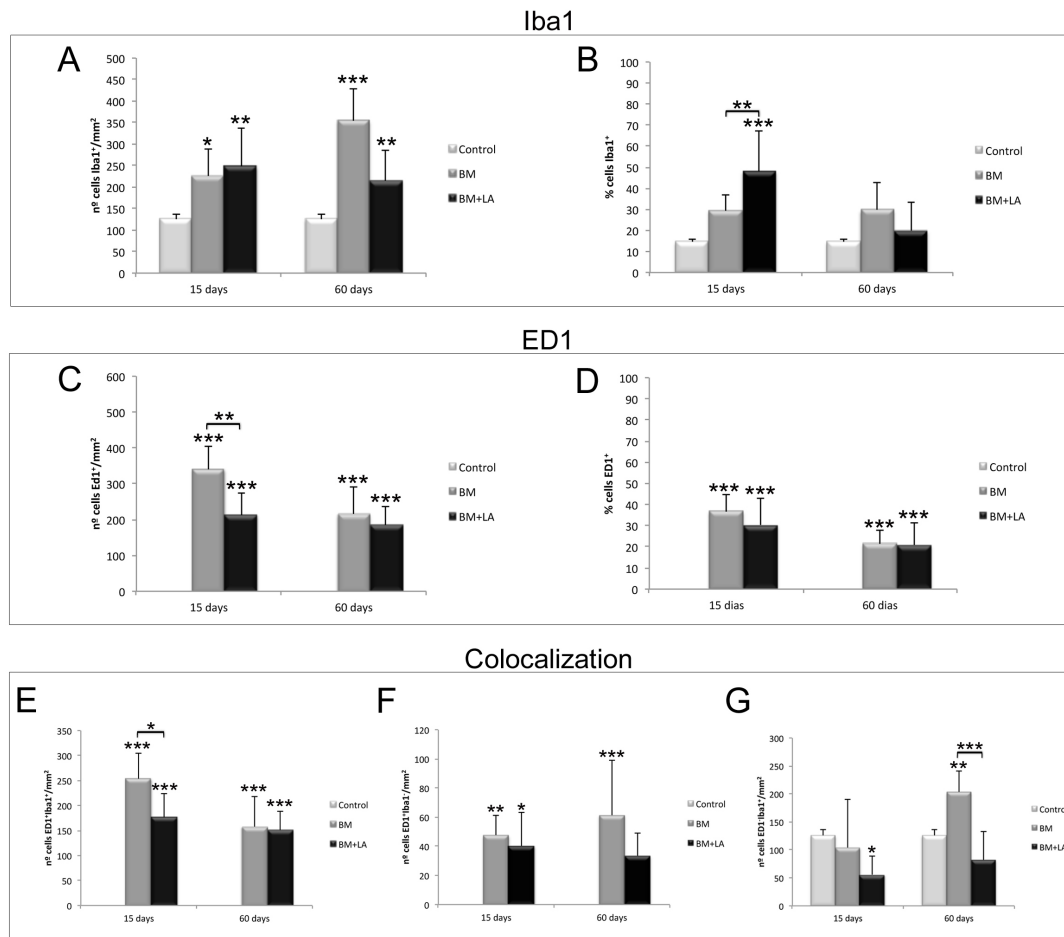 Iba1
A
nº cells Iba1⁺/mm²
500
450
400
350
300
250
200
150
100
50
0
*
**
***
**
15 days
60 days
Control
BM
BM+LA
B
% cells Iba1⁺
100
90
80
70
60
50
40
30
20
10
0
**
***
15 days
60 days
Control
BM
BM+LA
ED1
C
nº cells Ed1⁺/mm²
600
500
400
300
200
100
0
**
***
***
***
***
15 days
60 days
Control
BM
BM+LA
D
% cells ED1⁺
100
90
80
70
60
50
40
30
20
10
0
***
***
***
***
15 dias
60 dias
Control
BM
BM+LA
Colocalization
E
nº cells ED1⁺Iba1⁺/mm²
350
300
250
200
150
100
50
0
*
***
***
***
***
15 days
60 days
Control
BM
BM+LA
F
nº cells ED1⁺Iba1⁻/mm²
120
100
80
60
40
20
0
**
*
***
15 days
60 days
Control
BM
BM+LA
G
nº cells ED1⁻Iba1⁺/mm²
300
250
200
150
100
50
0
*
***
**
15 days
60 days
Control
BM
BM+LA